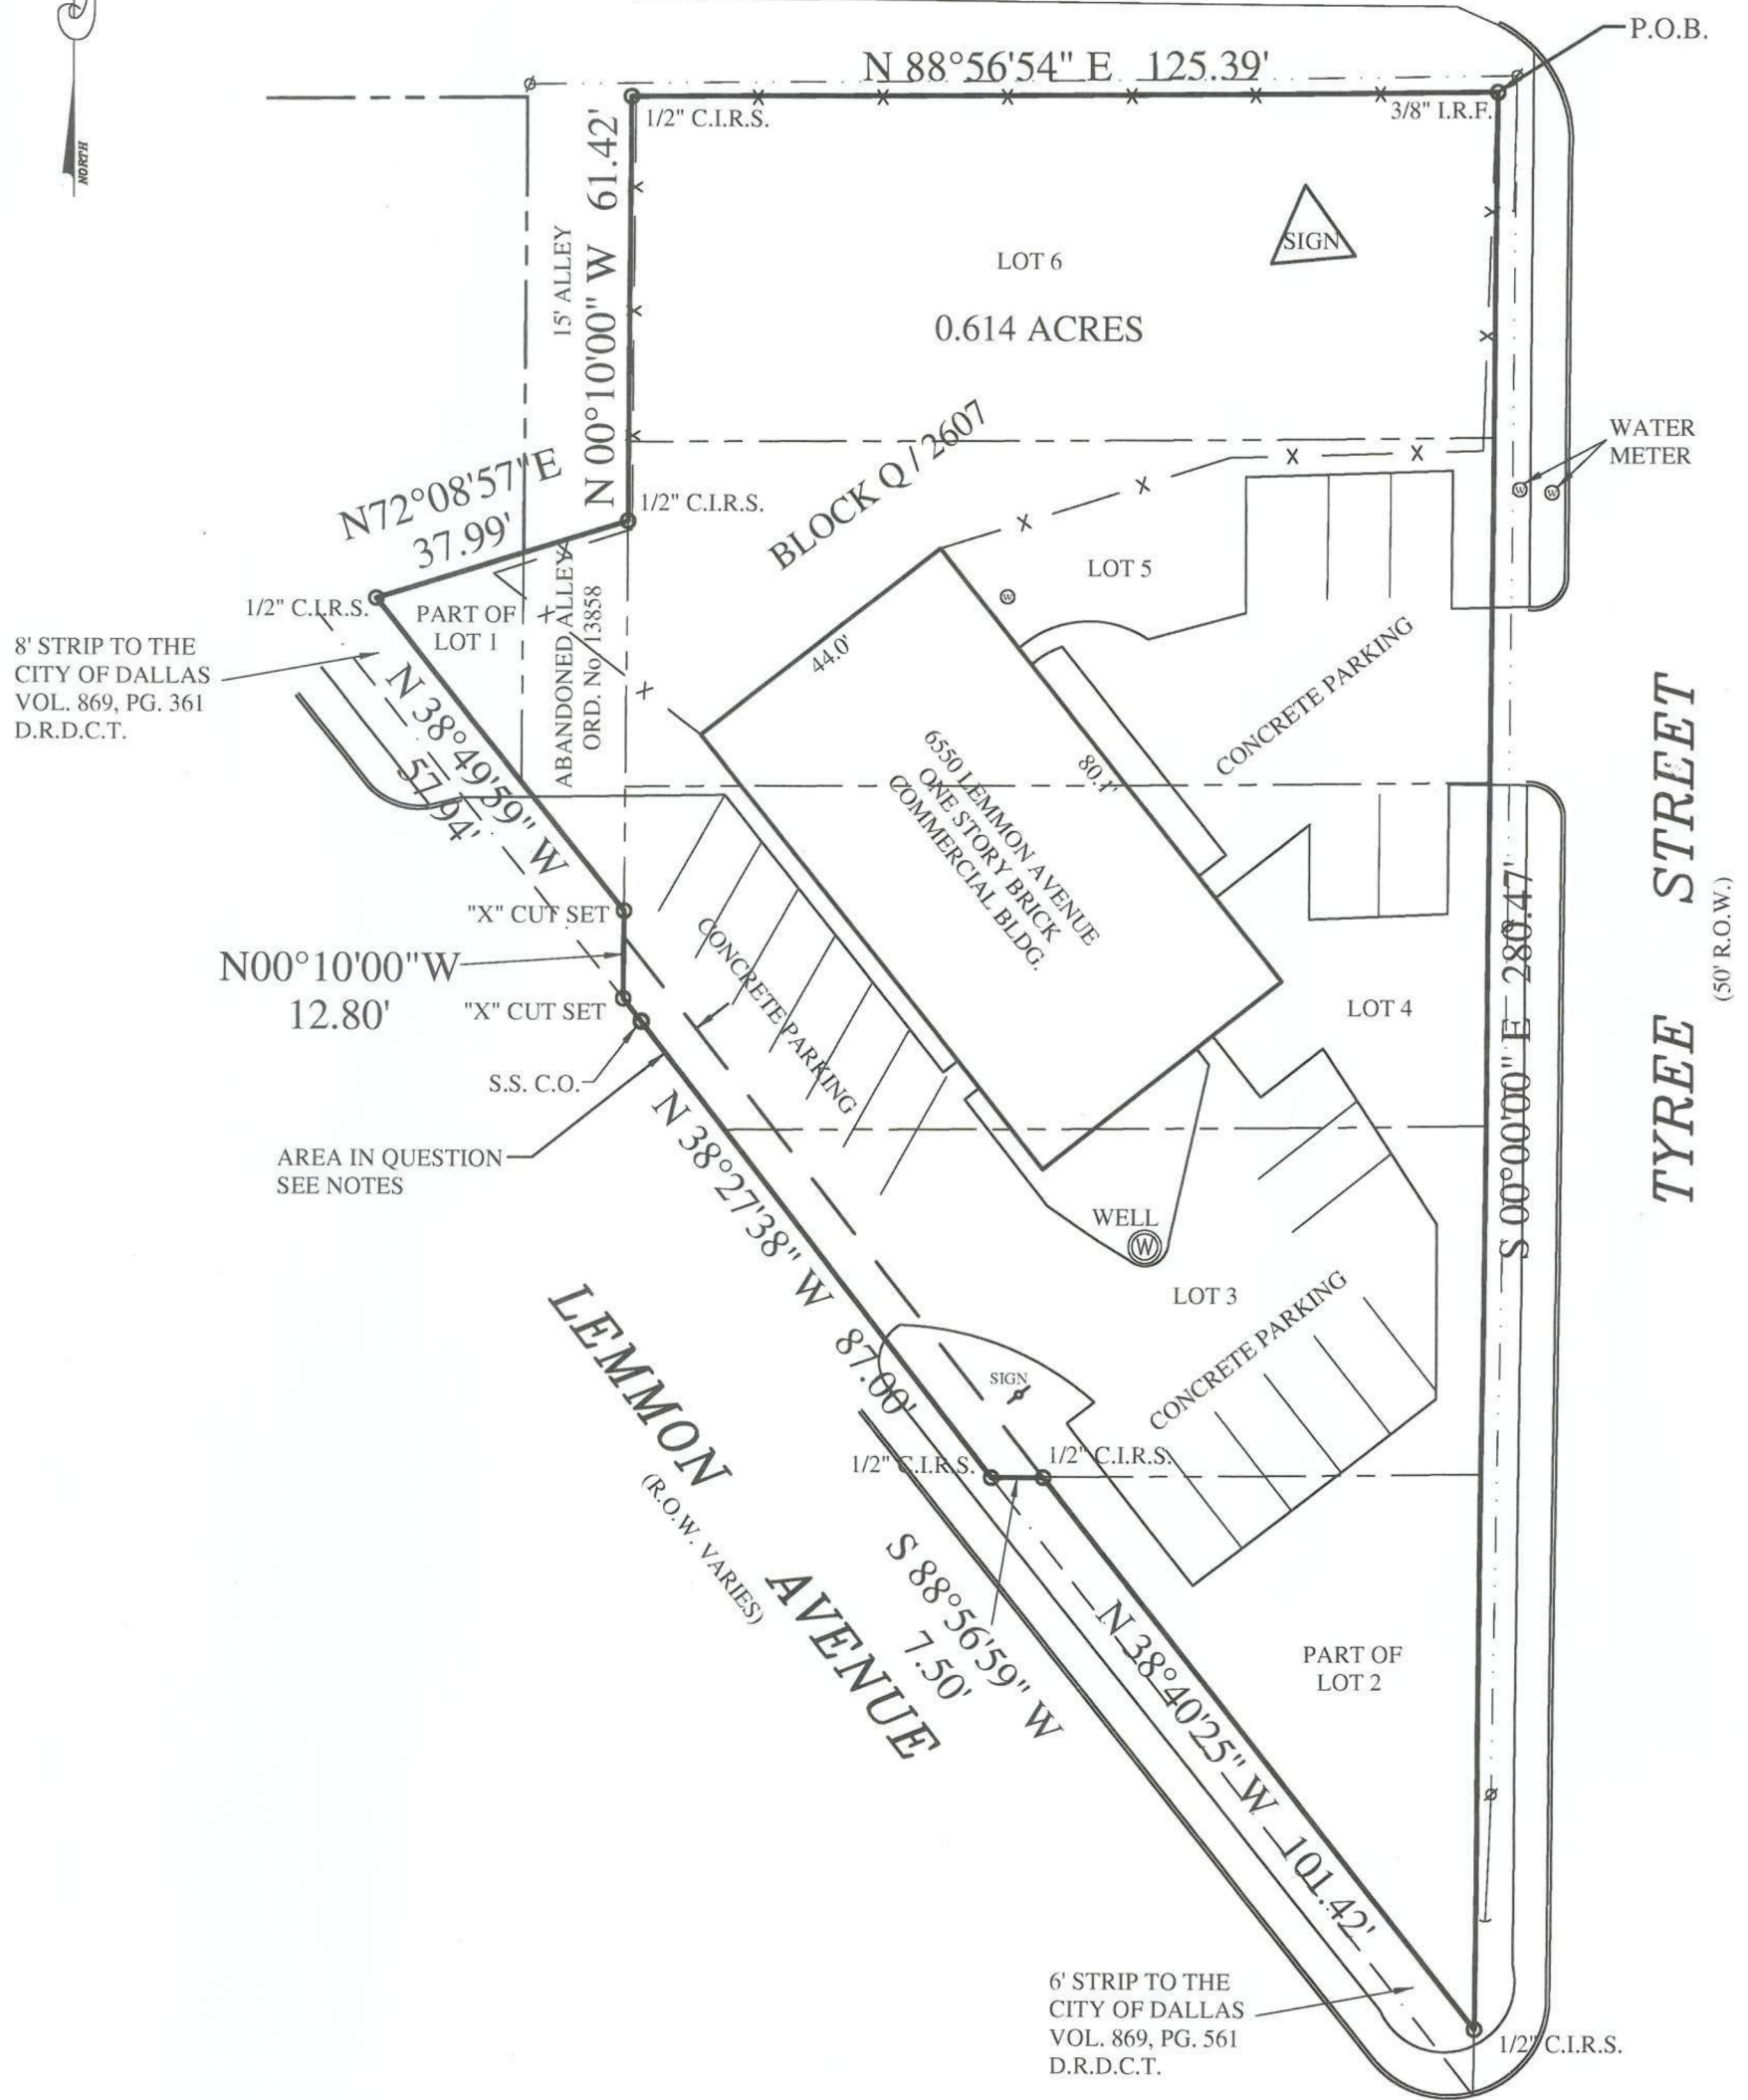 P.O.B.
N 88°56'54" E 125.39'
1/2" C.I.R.S.
3/8" I.R.F.
NORTH
N 00°10'00" W 61.42'
15' ALLEY
SIGN
LOT 6
0.614 ACRES
BLOCK Q / 2607
WATER
METER
N72°08'57"E
37.99'
1/2" C.I.R.S.
LOT 5
1/2" C.I.R.S.
PART OF
LOT 1
ABANDONED ALLEY
ORD. No. 13858
8' STRIP TO THE
CITY OF DALLAS
VOL. 869, PG. 361
D.R.D.C.T.
44.0'
CONCRETE PARKING
N 38°49'59" W
57.94'
6550 LEMMON AVENUE
ONE STORY BRICK
COMMERCIAL BLDG.
80.1'
TYREE STREET
(50' R.O.W.)
S 00°00'00" E 280.47'
"X" CUT SET
N00°10'00"W
12.80'
"X" CUT SET
CONCRETE PARKING
LOT 4
S.S. C.O.
AREA IN QUESTION
SEE NOTES
N 38°27'38" W 87.00'
WELL
W
LOT 3
CONCRETE PARKING
LEMMON AVENUE
(R.O.W. VARIES)
SIGN
1/2" C.I.R.S.
1/2" C.I.R.S.
S 88°56'59" W
7.50'
N 38°40'25" W 101.42'
PART OF
LOT 2
6' STRIP TO THE
CITY OF DALLAS
VOL. 869, PG. 561
D.R.D.C.T.
1/2" C.I.R.S.